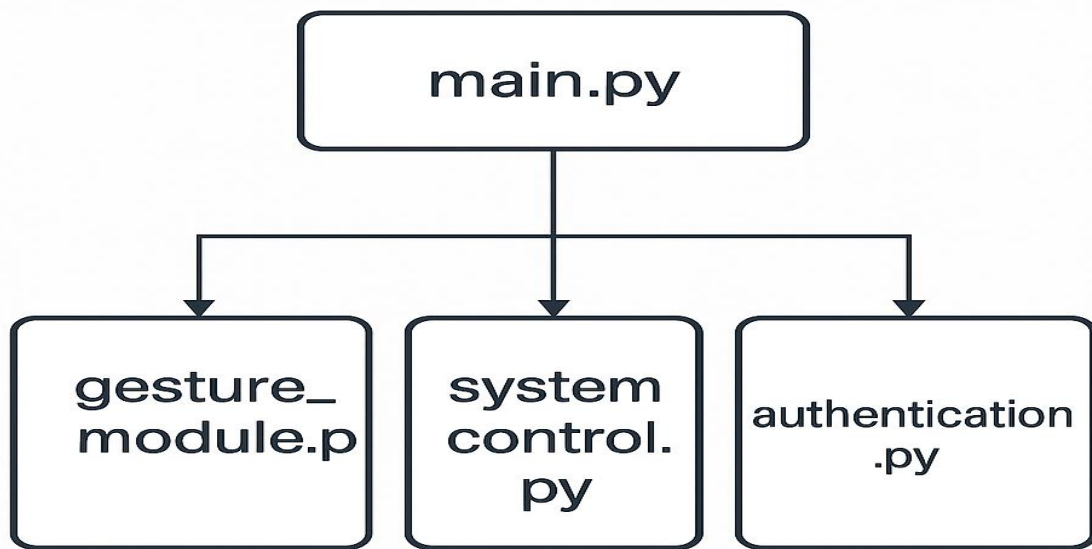 main.py
gesture_
module.p
system
control.
py
authentication
.py